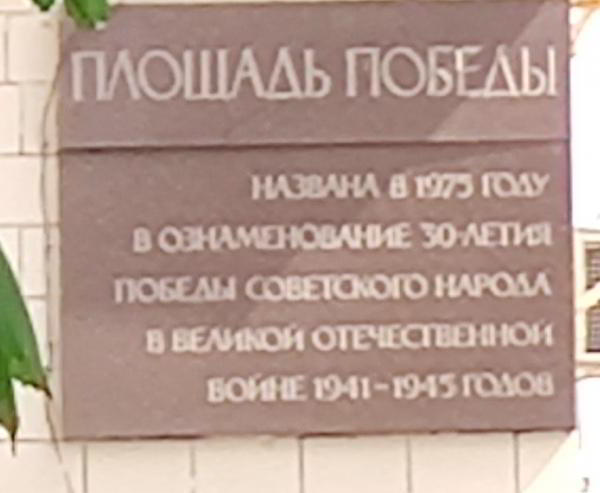 ПЛОЩАДЬ ПОБЕДЫ
НАЗВАНА В 1975 ГОДУ
В ОЗНАМЕНОВАНИЕ 30-ЛЕТИЯ
ПОБЕДЫ СОВЕТСКОГО НАРОДА
В ВЕЛИКОЙ ОТЕЧЕСТВЕННОЙ
ВОЙНЕ 1941-1945 ГОДОВ